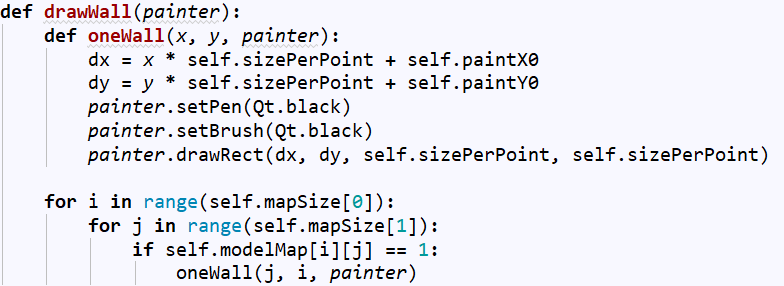 def drawWall(painter):
    def oneWall(x, y, painter):
        dx = x * self.sizePerPoint + self.paintX0
        dy = y * self.sizePerPoint + self.paintY0
        painter.setPen(Qt.black)
        painter.setBrush(Qt.black)
        painter.drawRect(dx, dy, self.sizePerPoint, self.sizePerPoint)

    for i in range(self.mapSize[0]):
        for j in range(self.mapSize[1]):
            if self.modelMap[i][j] == 1:
                oneWall(j, i, painter)